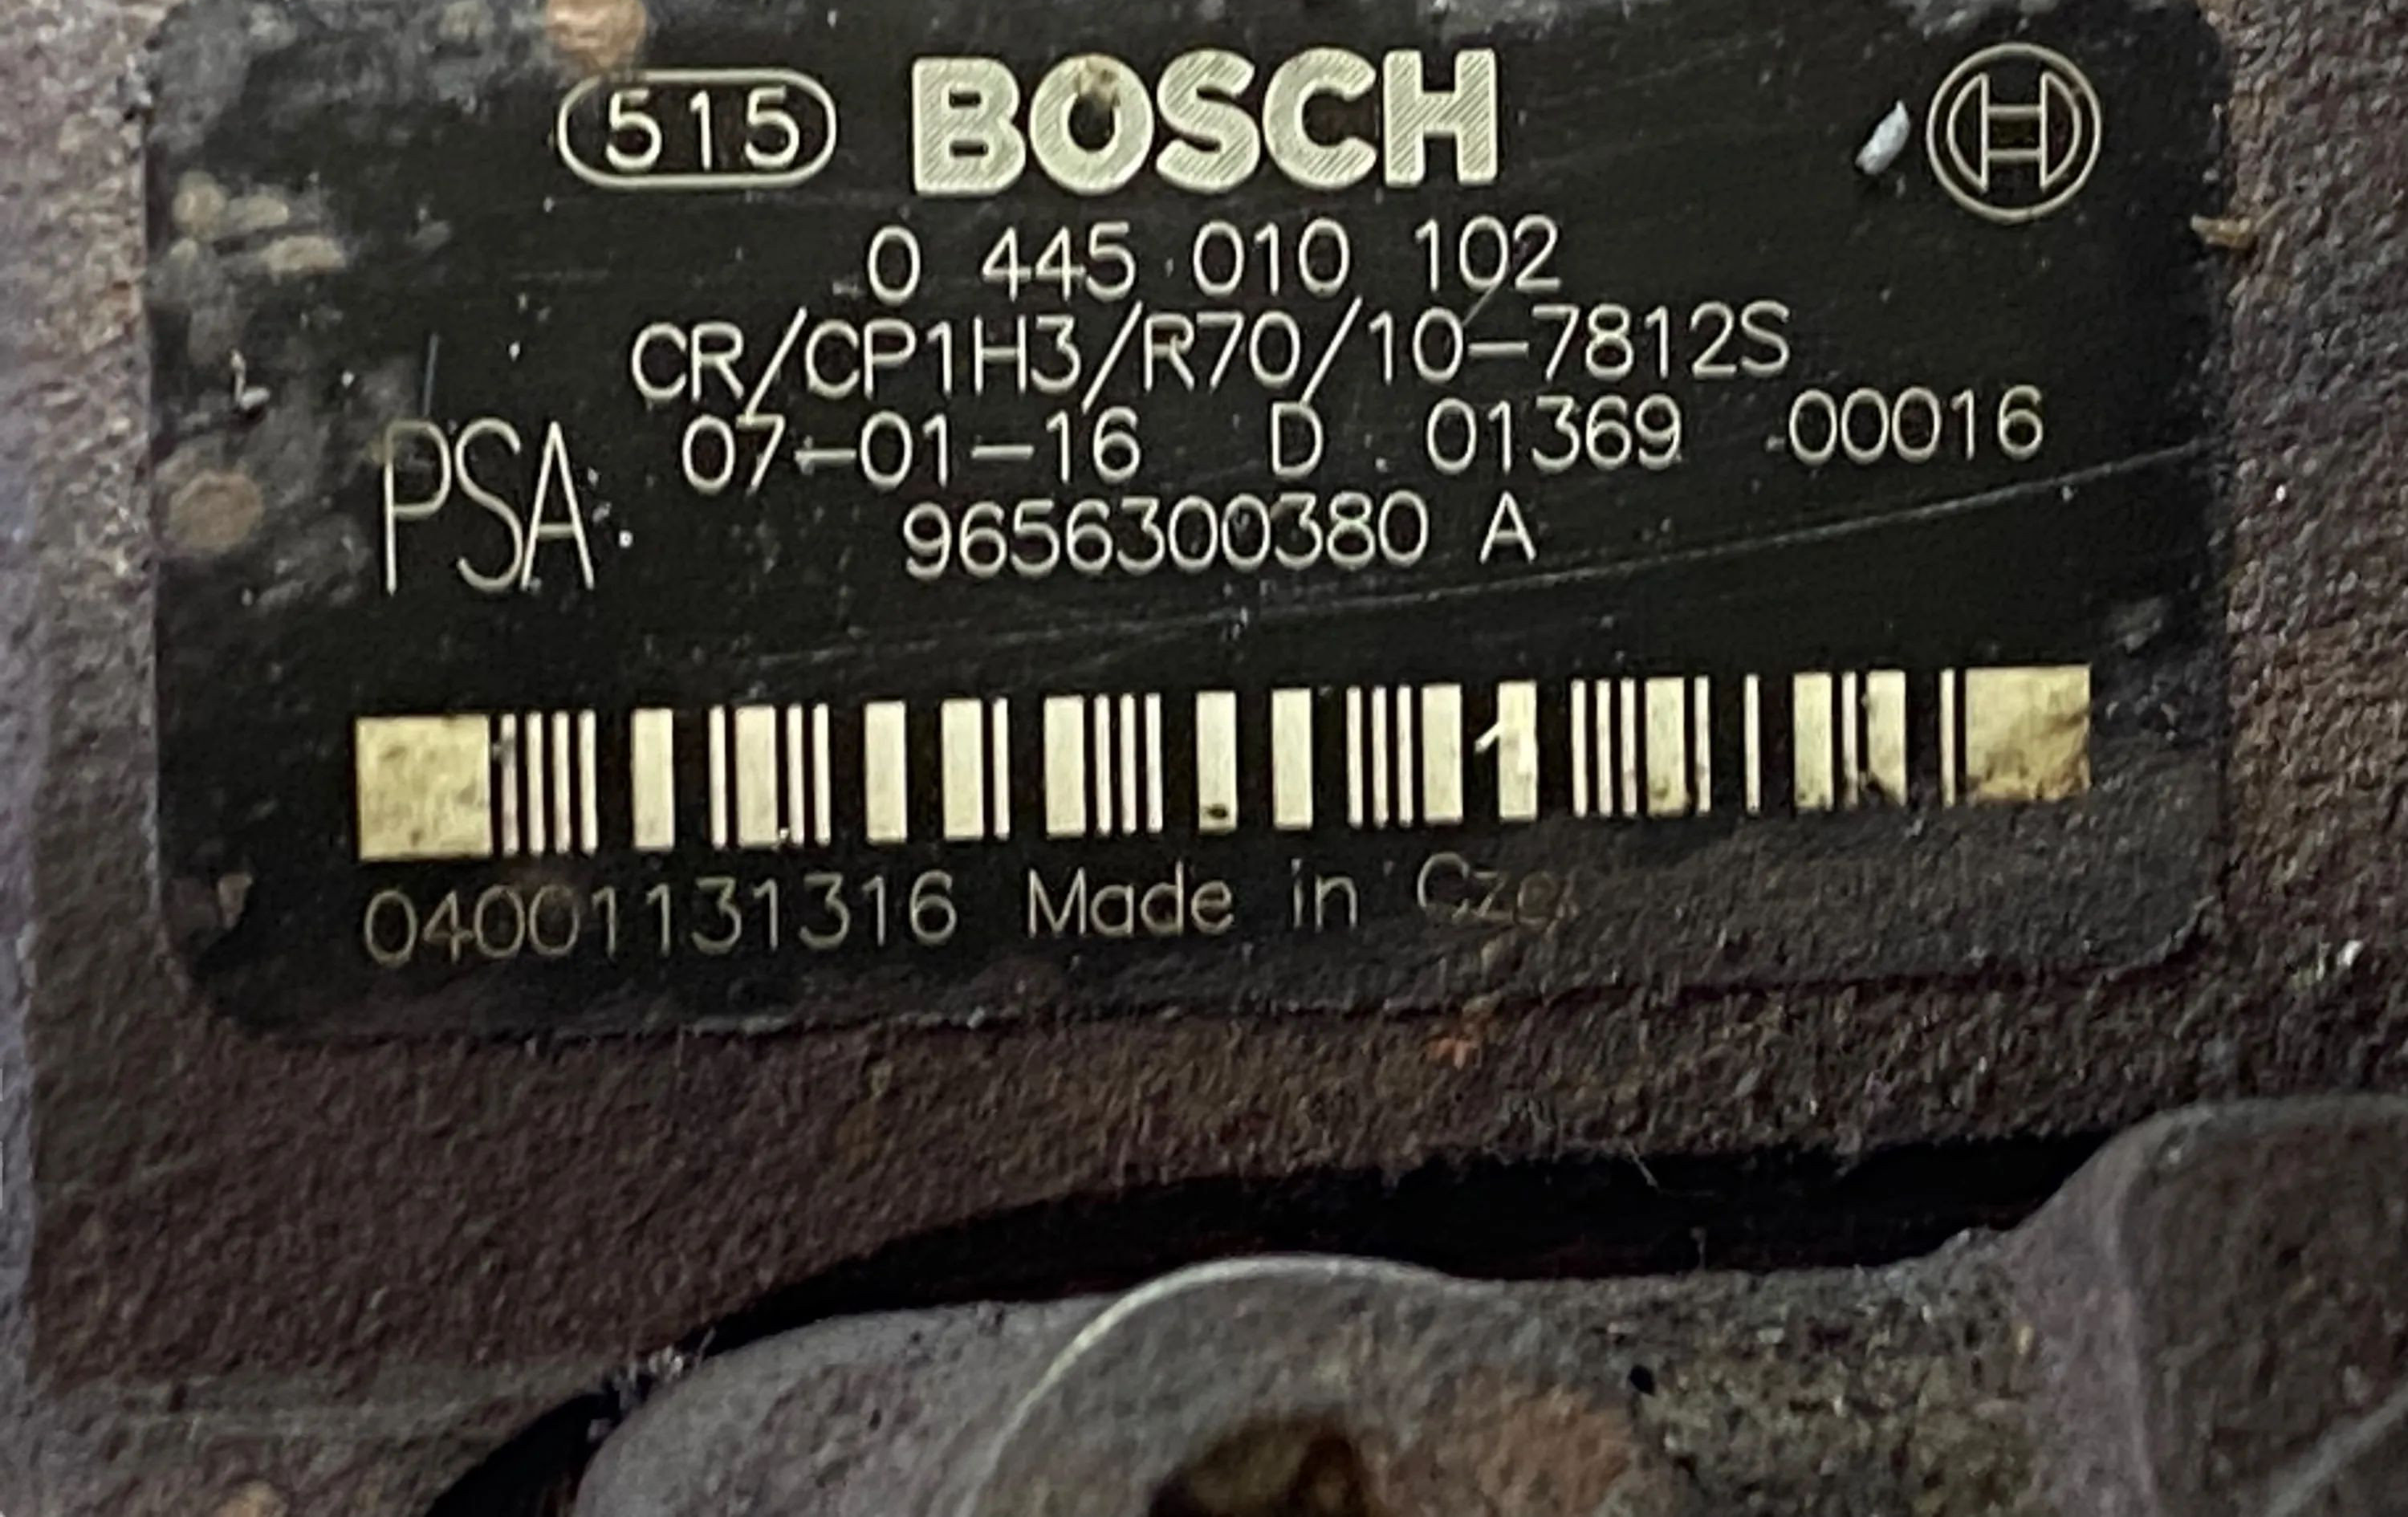 515 BOSCH
0 445 010 102
CR/CP1H3/R70/10-7812S
PSA 07-01-16 D 01369 00016
9656300380 A
04001131316 Made in